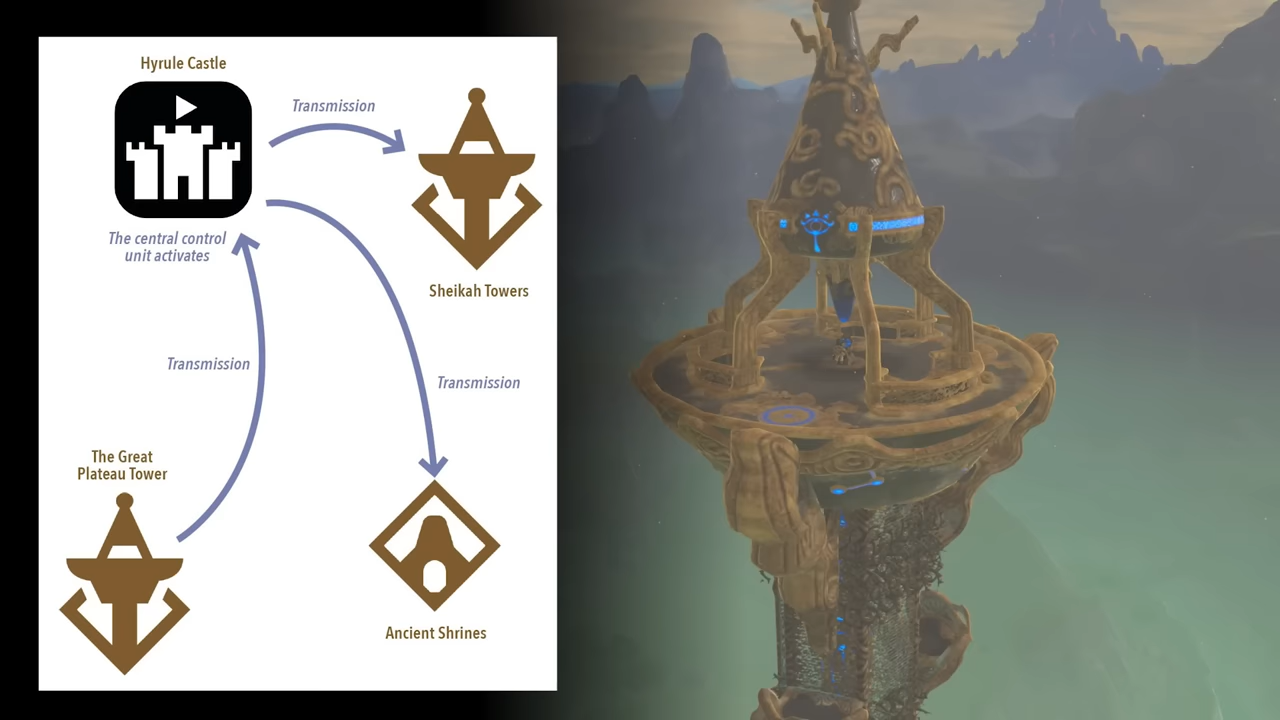 Hyrule Castle
Transmission
The central control
unit activates
Sheikah Towers
Transmission
Transmission
The Great
Plateau Tower
Ancient Shrines